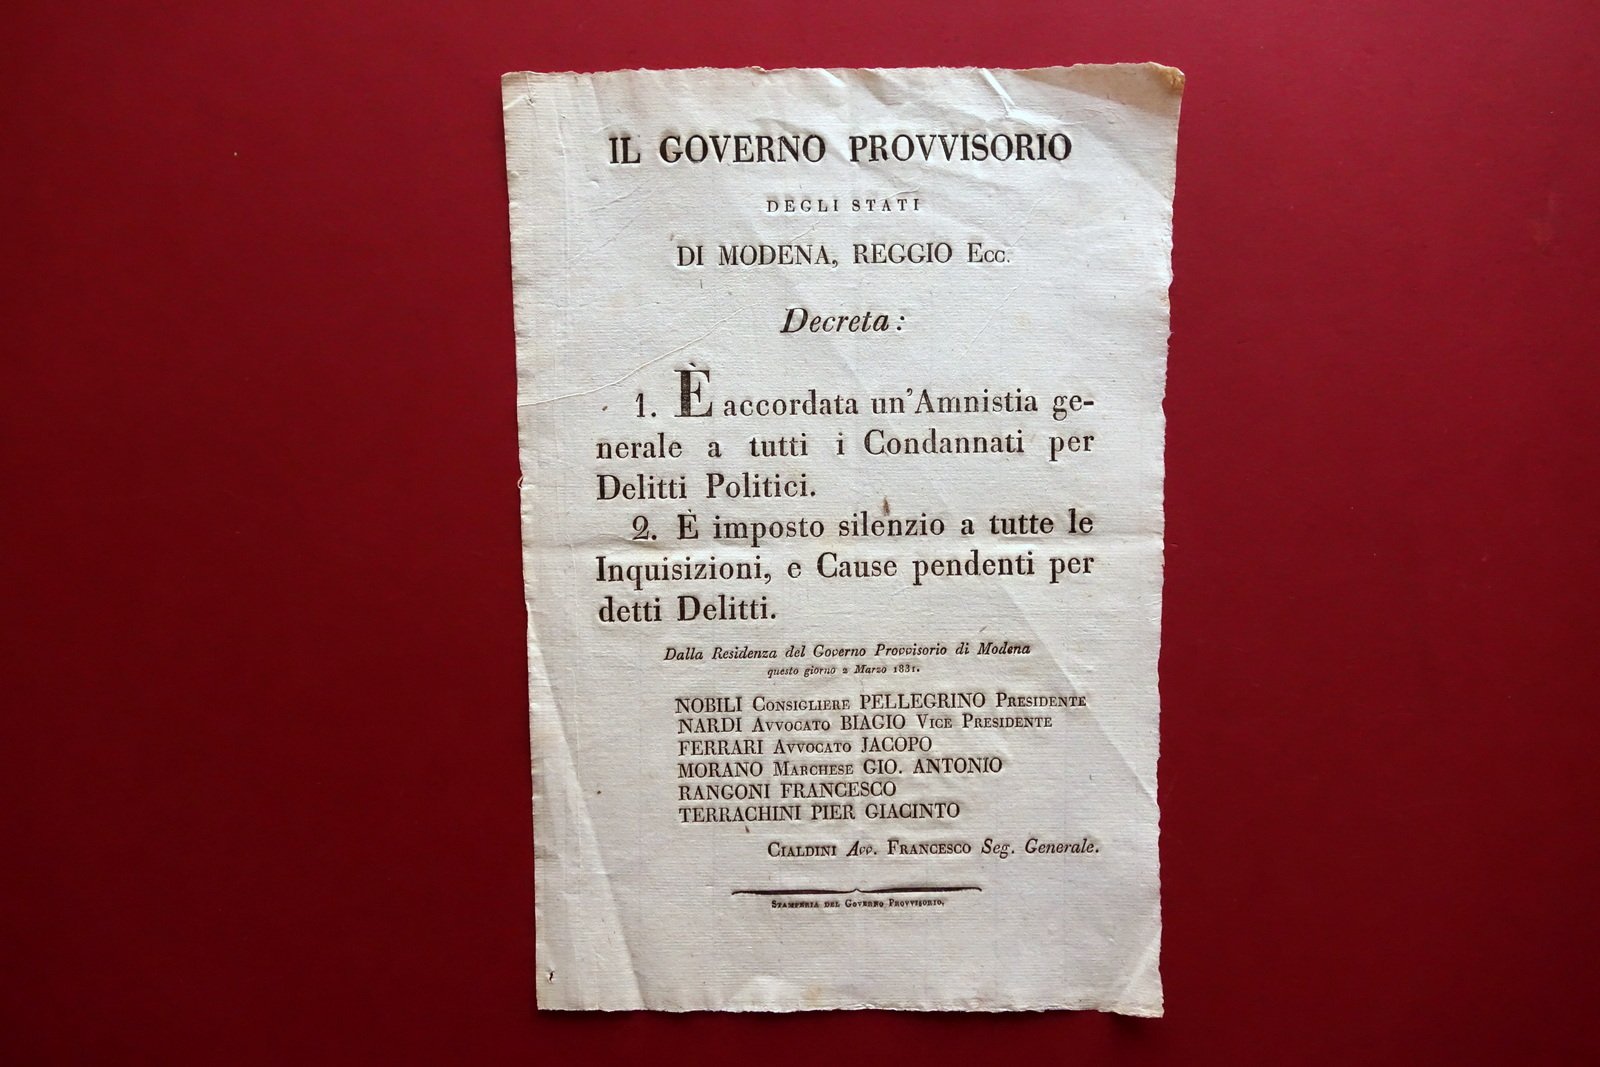 IL GOVERNO PROVVISORIO
DEGLI STATI
DI MODENA, REGGIO Ecc.
Decreta:
1. È accordata un'Amnistia ge-
nerale a tutti i Condannati per
Delitti Politici.
2. È imposto silenzio a tutte le
Inquisizioni, e Cause pendenti per
detti Delitti.
Dalla Residenza del Governo Provvisorio di Modena
questo giorno 2 Marzo 1831.
NOBILI Consigliere PELLEGRINO Presidente
NARDI Avvocato BIAGIO Vice Presidente
FERRARI Avvocato JACOPO
MORANO Marchese GIO. ANTONIO
RANGONI FRANCESCO
TERRACHINI PIER GIACINTO
Cialdini Avv. Francesco Seg. Generale.
Stamperia del Governo Provvisorio.